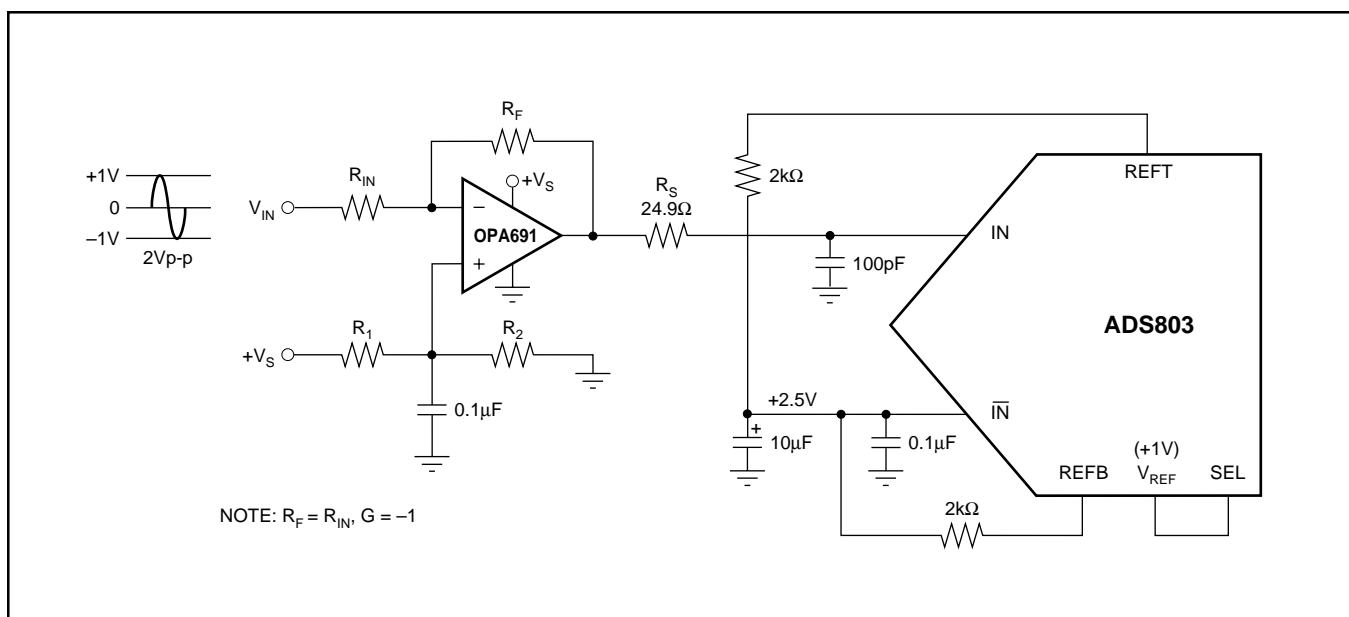 +1V
0
–1V
2Vp-p
V_IN
R_IN
R_F
+V_S
OPA691
–
+
R_S
24.9Ω
2kΩ
REFT
IN
100pF
ADS803
+V_S
R_1
R_2
0.1µF
+2.5V
+
10µF
0.1µF
I̅N̅
REFB
(+1V)
V_REF
SEL
2kΩ
NOTE: R_F = R_IN, G = –1